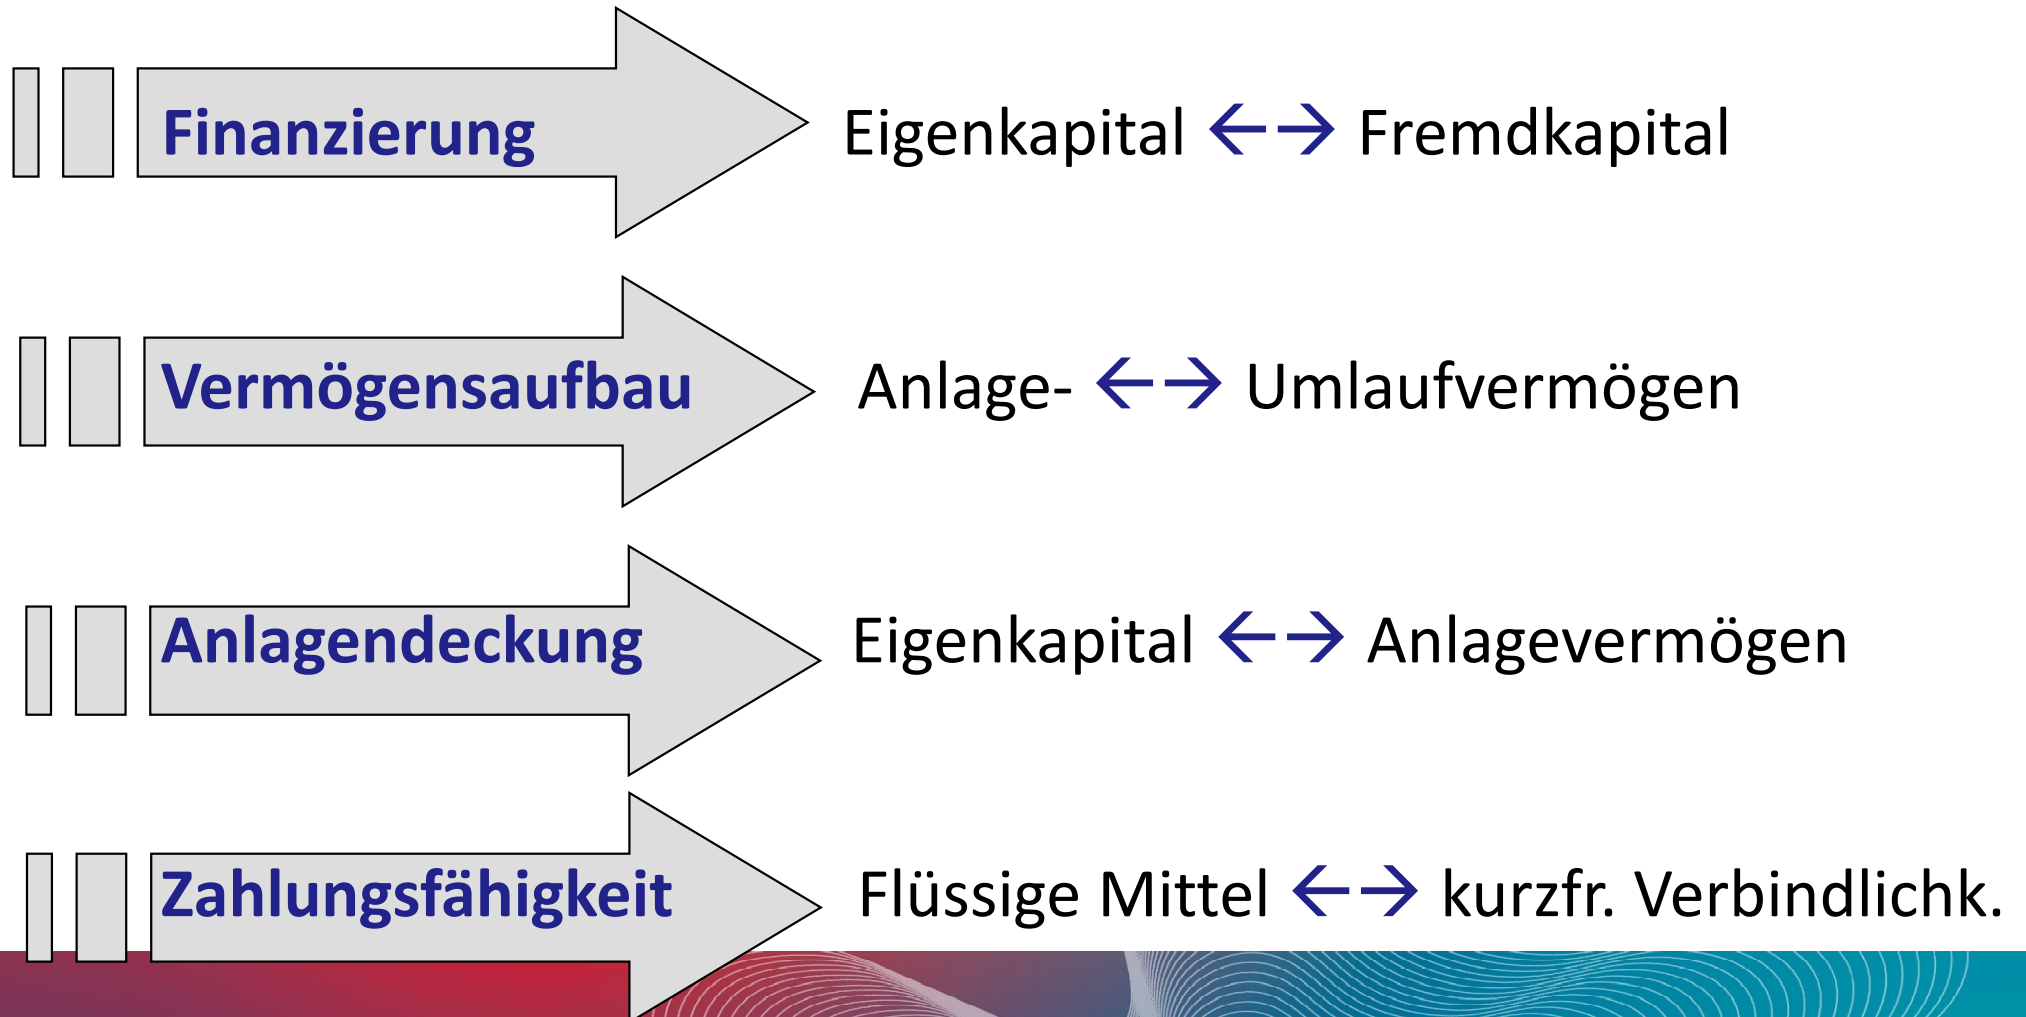 Finanzierung Eigenkapital ←→ Fremdkapital
Vermögensaufbau Anlage- ←→ Umlaufvermögen
Anlagendeckung Eigenkapital ←→ Anlagevermögen
Zahlungsfähigkeit Flüssige Mittel ←→ kurzfr. Verbindlichk.